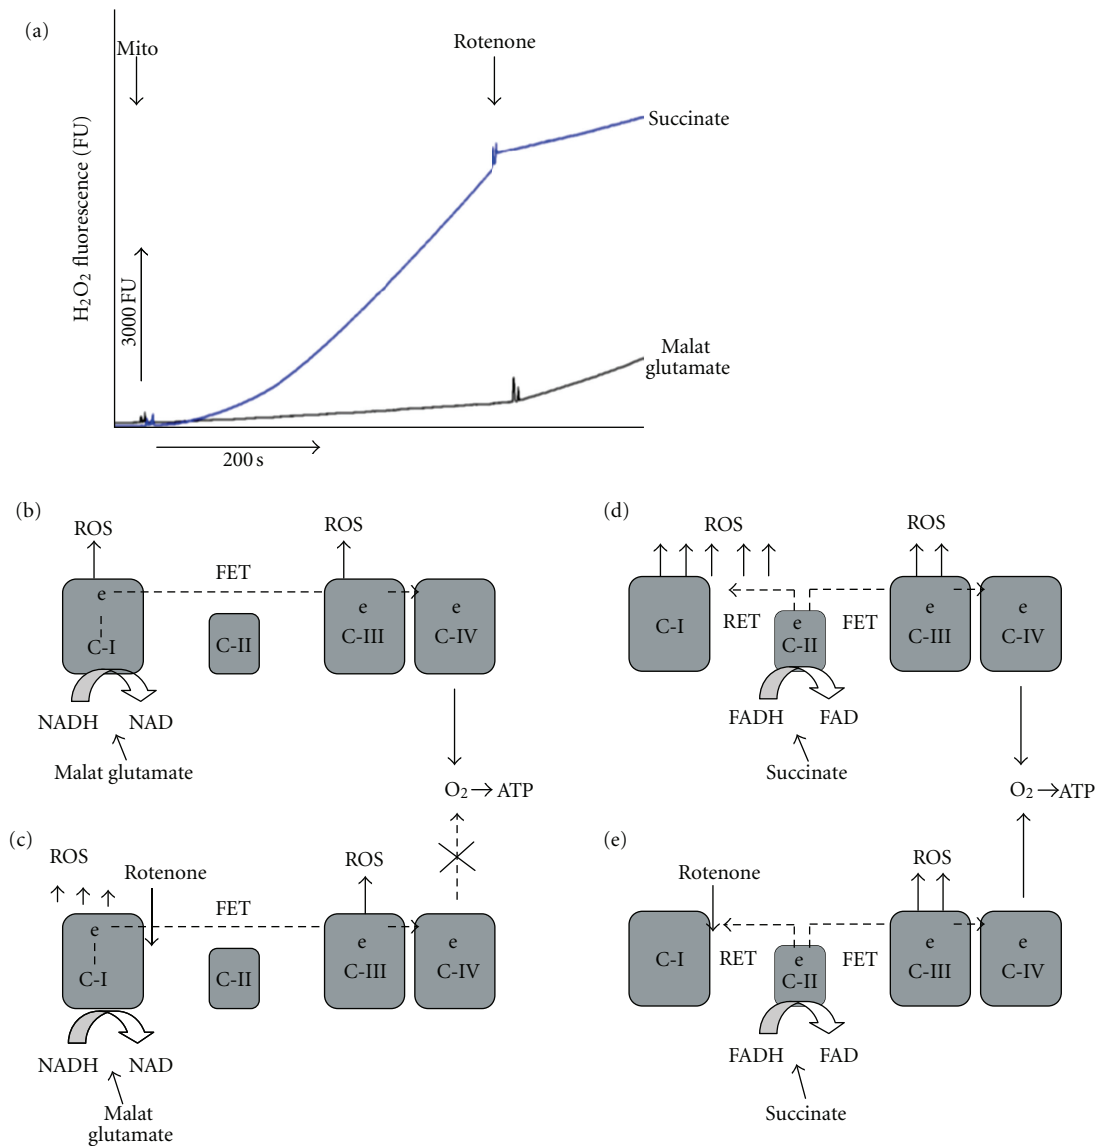 (a)
Mito
Rotenone
Succinate
H2O2 fluorescence (FU)
3000 FU
Malat
glutamate
200 s
(b)
ROS
ROS
FET
e
C-I
C-II
e
C-III
e
C-IV
NADH
NAD
Malat glutamate
O2
ATP
(c)
ROS
Rotenone
ROS
FET
e
C-I
C-II
e
C-III
e
C-IV
NADH
NAD
Malat
glutamate
(d)
ROS
ROS
C-I
RET
e
C-II
FET
e
C-III
e
C-IV
FADH
FAD
Succinate
O2
ATP
(e)
Rotenone
ROS
C-I
RET
e
C-II
FET
e
C-III
e
C-IV
FADH
FAD
Succinate